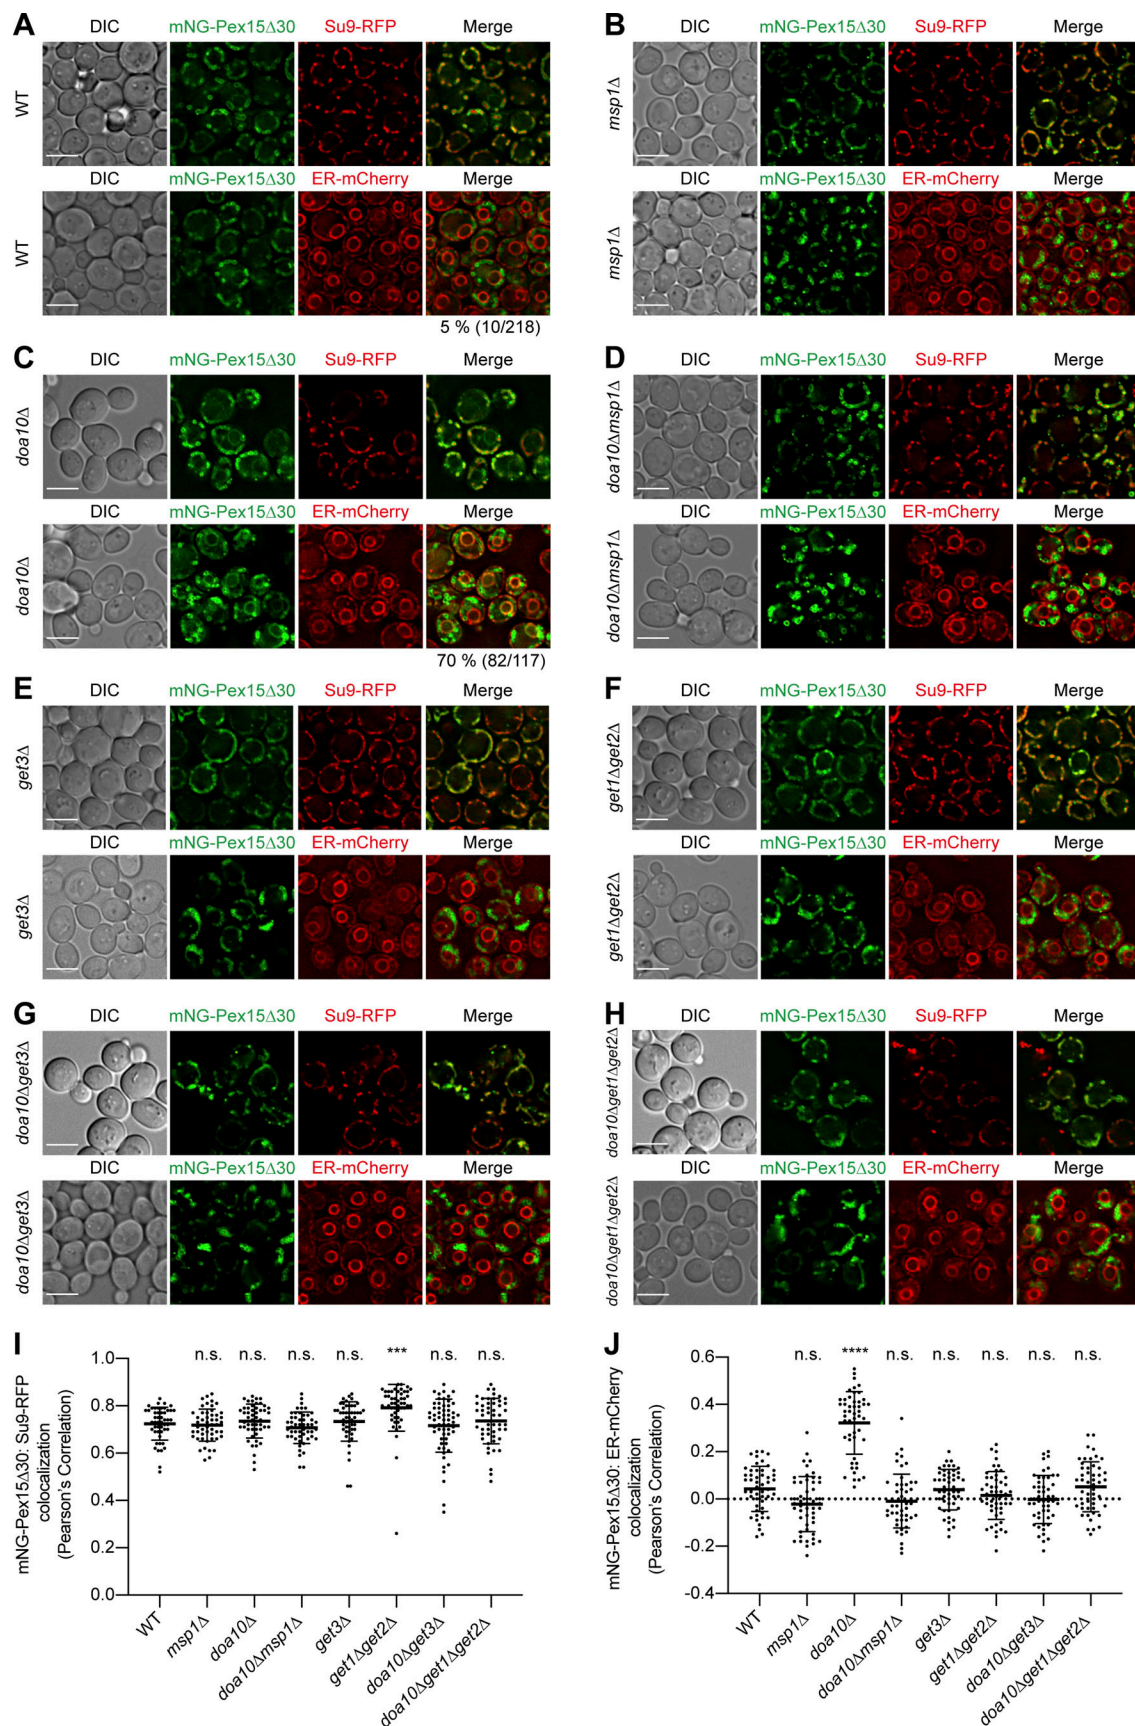 A
DIC mNG-Pex15Δ30 Su9-RFP Merge
WT
DIC mNG-Pex15Δ30 ER-mCherry Merge
WT
5 % (10/218)
B
DIC mNG-Pex15Δ30 Su9-RFP Merge
msp1Δ
DIC mNG-Pex15Δ30 ER-mCherry Merge
msp1Δ
C
DIC mNG-Pex15Δ30 Su9-RFP Merge
doa10Δ
DIC mNG-Pex15Δ30 ER-mCherry Merge
doa10Δ
70 % (82/117)
D
DIC mNG-Pex15Δ30 Su9-RFP Merge
doa10Δmsp1Δ
DIC mNG-Pex15Δ30 ER-mCherry Merge
doa10Δmsp1Δ
E
DIC mNG-Pex15Δ30 Su9-RFP Merge
get3Δ
DIC mNG-Pex15Δ30 ER-mCherry Merge
get3Δ
F
DIC mNG-Pex15Δ30 Su9-RFP Merge
get1Δget2Δ
DIC mNG-Pex15Δ30 ER-mCherry Merge
get1Δget2Δ
G
DIC mNG-Pex15Δ30 Su9-RFP Merge
doa10Δget3Δ
DIC mNG-Pex15Δ30 ER-mCherry Merge
doa10Δget3Δ
H
DIC mNG-Pex15Δ30 Su9-RFP Merge
doa10Δget1Δget2Δ
DIC mNG-Pex15Δ30 ER-mCherry Merge
doa10Δget1Δget2Δ
I
mNG-Pex15Δ30: Su9-RFP
colocalization
(Pearson's Correlation)
n.s. n.s. n.s. n.s. *** n.s. n.s.
1.0
0.8
0.6
0.4
0.2
0.0
WT
msp1Δ
doa10Δ
doa10Δmsp1Δ
get3Δ
get1Δget2Δ
doa10Δget3Δ
doa10Δget1Δget2Δ
J
mNG-Pex15Δ30: ER-mCherry
colocalization
(Pearson's Correlation)
n.s. **** n.s. n.s. n.s. n.s. n.s.
0.6
0.4
0.2
0.0
-0.2
-0.4
WT
msp1Δ
doa10Δ
doa10Δmsp1Δ
get3Δ
get1Δget2Δ
doa10Δget3Δ
doa10Δget1Δget2Δ